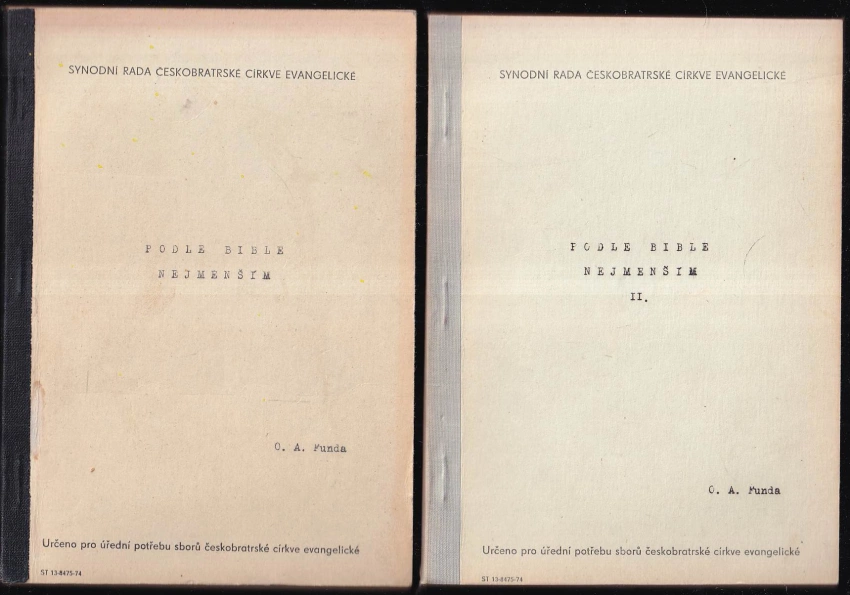 SYNODNÍ RADA ČESKOBRATRSKÉ CÍRKVE EVANGELICKÉ
PODLE BIBLE
NEJMENŠÍM
O. A. Funda
Určeno pro úřední potřebu sborů českobratrské církve evangelické
ST 13-8475-74
SYNODNÍ RADA ČESKOBRATRSKÉ CÍRKVE EVANGELICKÉ
PODLE BIBLE
NEJMENŠÍM
II.
O. A. Funda
Určeno pro úřední potřebu sborů českobratrské církve evangelické
ST 13-8475-74